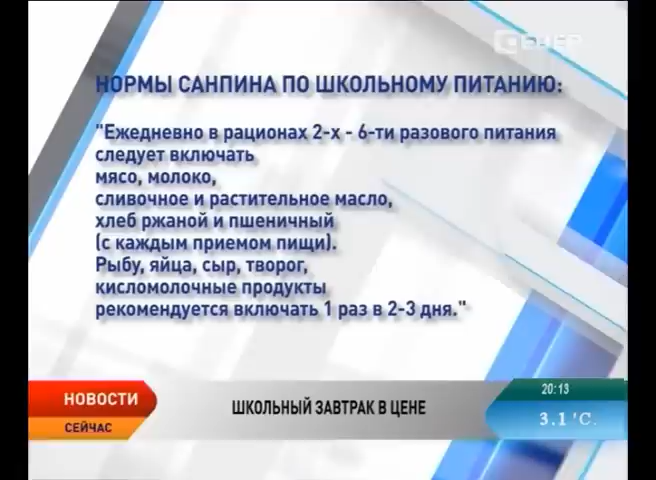 СЕВЕР
НОРМЫ САНПИНА ПО ШКОЛЬНОМУ ПИТАНИЮ:
"Ежедневно в рационах 2-х - 6-ти разового питания
следует включать
мясо, молоко,
сливочное и растительное масло,
хлеб ржаной и пшеничный
(с каждым приемом пищи).
Рыбу, яйца, сыр, творог,
кисломолочные продукты
рекомендуется включать 1 раз в 2-3 дня."
НОВОСТИ
СЕЙЧАС
ШКОЛЬНЫЙ ЗАВТРАК В ЦЕНЕ
20:13
3.1 °C.